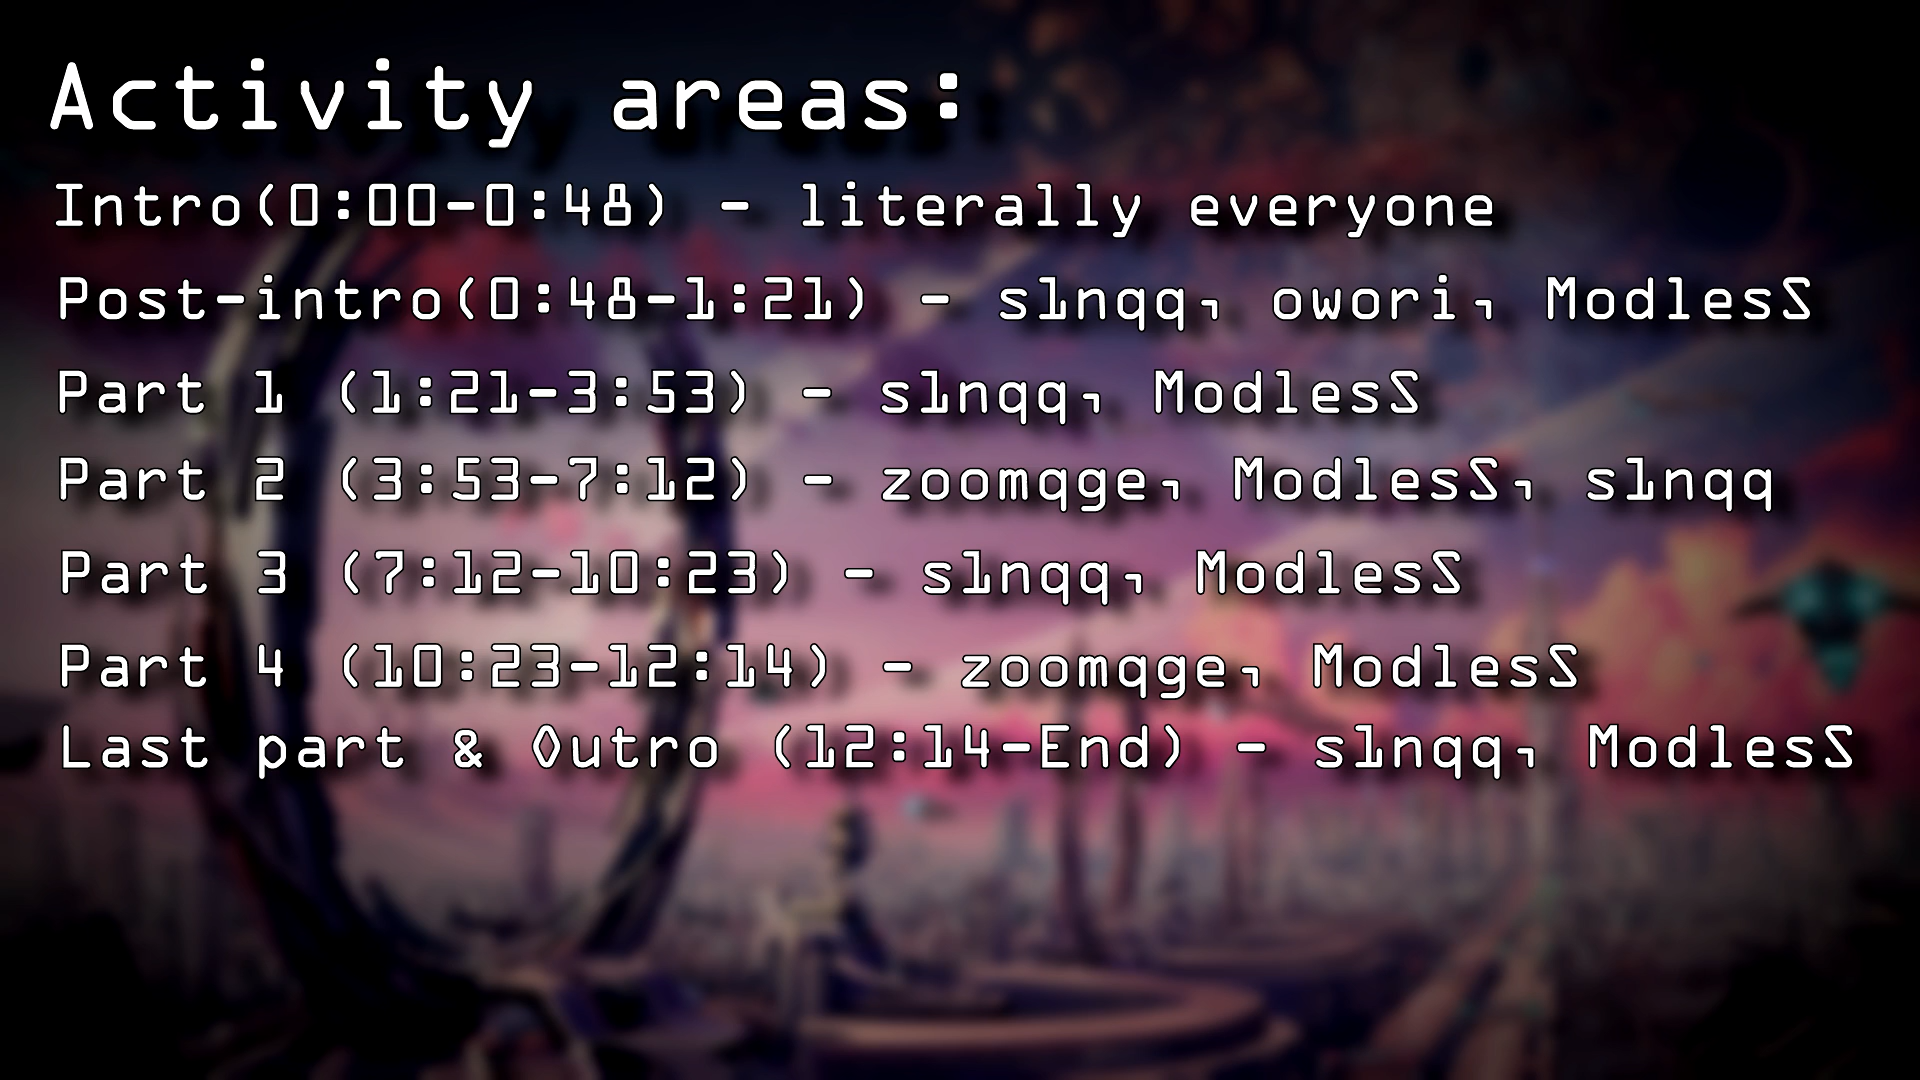 Activity areas:
Intro(0:00-0:48) - literally everyone
Post-intro(0:48-1:21) - s1nqq, owori, ModlesS
Part 1 (1:21-3:53) - s1nqq, ModlesS
Part 2 (3:53-7:12) - zoomqge, ModlesS, s1nqq
Part 3 (7:12-10:23) - s1nqq, ModlesS
Part 4 (10:23-12:14) - zoomqge, ModlesS
Last part & Outro (12:14-End) - s1nqq, ModlesS